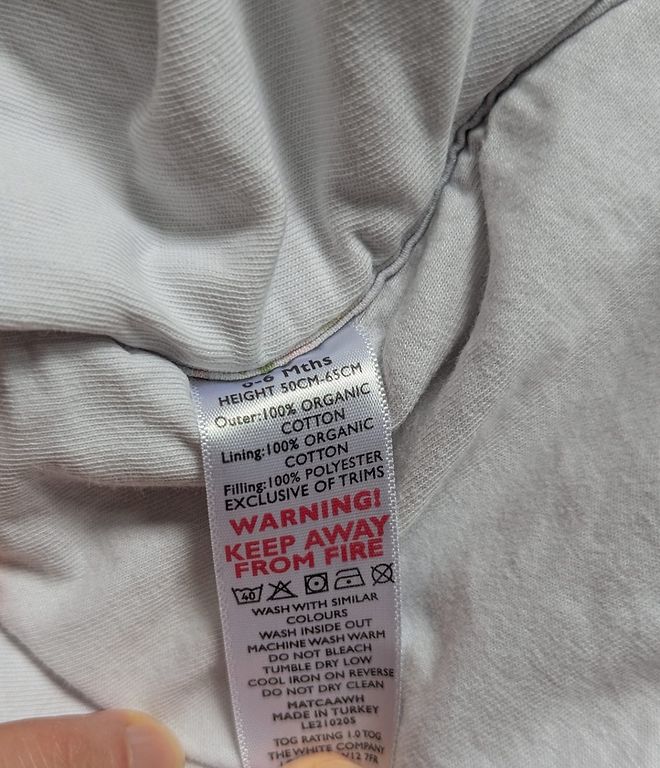 Mths
HEIGHT 50CM-65CM
Outer:100% ORGANIC
COTTON
Lining:100% ORGANIC
COTTON
Filling:100% POLYESTER
EXCLUSIVE OF TRIMS
WARNING!
KEEP AWAY
FROM FIRE
40
WASH WITH SIMILAR
COLOURS
WASH INSIDE OUT
MACHINE WASH WARM
DO NOT BLEACH
TUMBLE DRY LOW
COOL IRON ON REVERSE
DO NOT DRY CLEAN
MATCAAWH
MADE IN TURKEY
LE210205
TOG RATING 1.0 TOG
THE WHITE COMPANY
7FR